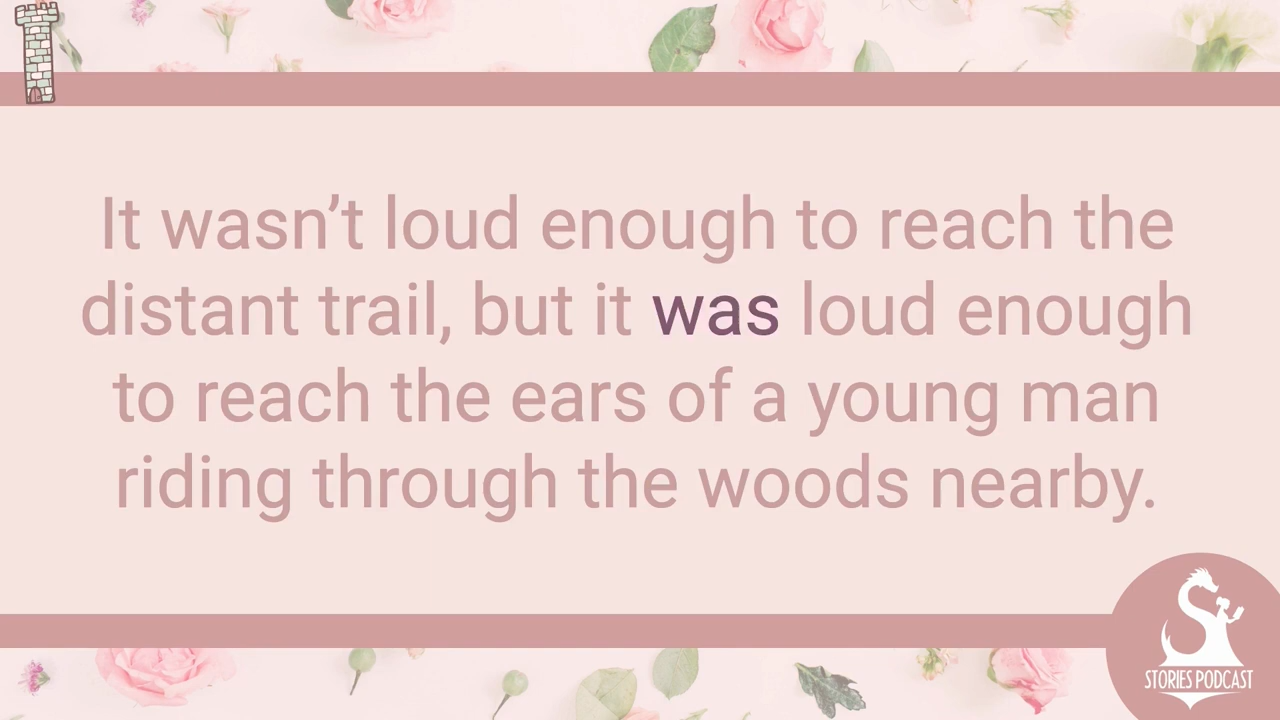 It wasn’t loud enough to reach the
distant trail, but it was loud enough
to reach the ears of a young man
riding through the woods nearby.
STORIES PODCAST